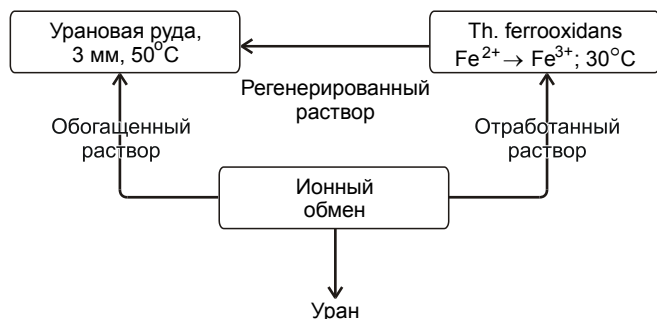 Урановая руда,
3 мм, 50°C
Th. ferrooxidans
Fe²⁺ → Fe³⁺; 30°C
Регенерированный
раствор
Обогащенный
раствор
Отработанный
раствор
Ионный
обмен
Уран